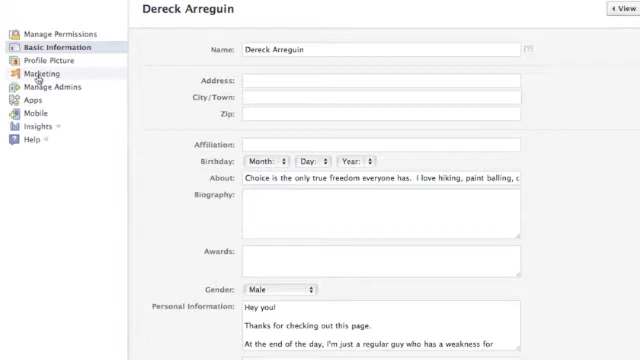 Dereck Arreguin
View
Manage Permissions
Basic Information
Profile Picture
Marketing
Manage Admins
Apps
Mobile
Insights
Help
Name: Dereck Arreguin [?]
Address:
City/Town:
Zip:
Affiliation:
Birthday: Month: Day: Year:
About: Choice is the only true freedom everyone has. I love hiking, paint balling, c
Biography:
Awards:
Gender: Male
Personal Information: Hey you!
Thanks for checking out this page.
At the end of the day, I'm just a regular guy who has a weakness for